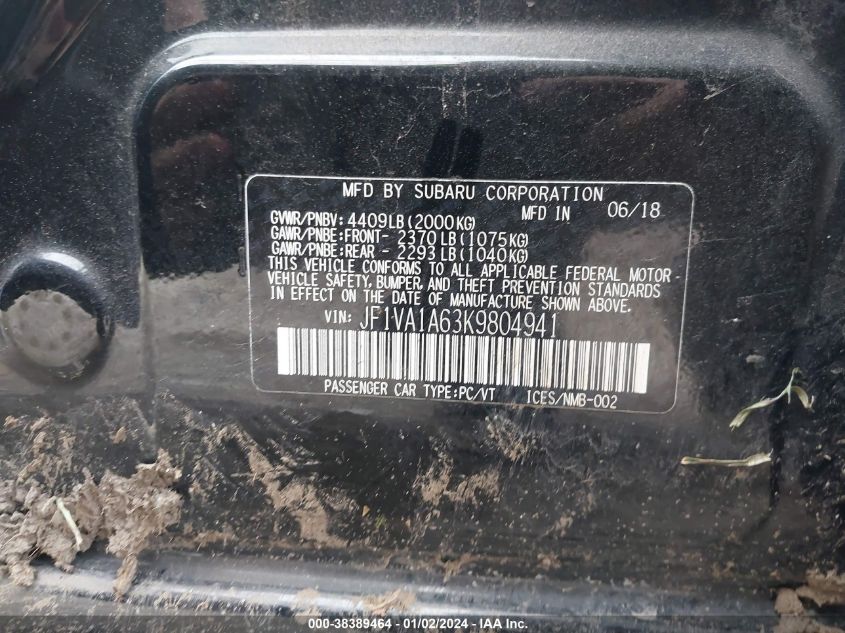 MFD BY SUBARU CORPORATION
MFD IN 06/18
GVWR/PNBV: 4409LB(2000KG)
GAWR/PNBE:FRONT- 2370LB(1075KG)
GAWR/PNBE:REAR - 2293LB(1040KG)
THIS VEHICLE CONFORMS TO ALL APPLICABLE FEDERAL MOTOR
VEHICLE SAFETY, BUMPER, AND THEFT PREVENTION STANDARDS
IN EFFECT ON THE DATE OF MANUFACTURE SHOWN ABOVE.
VIN: JF1VA1A63K9804941
PASSENGER CAR TYPE:PC/VT ICES/NMB-002
000-38389464 - 01/02/2024 - IAA Inc.